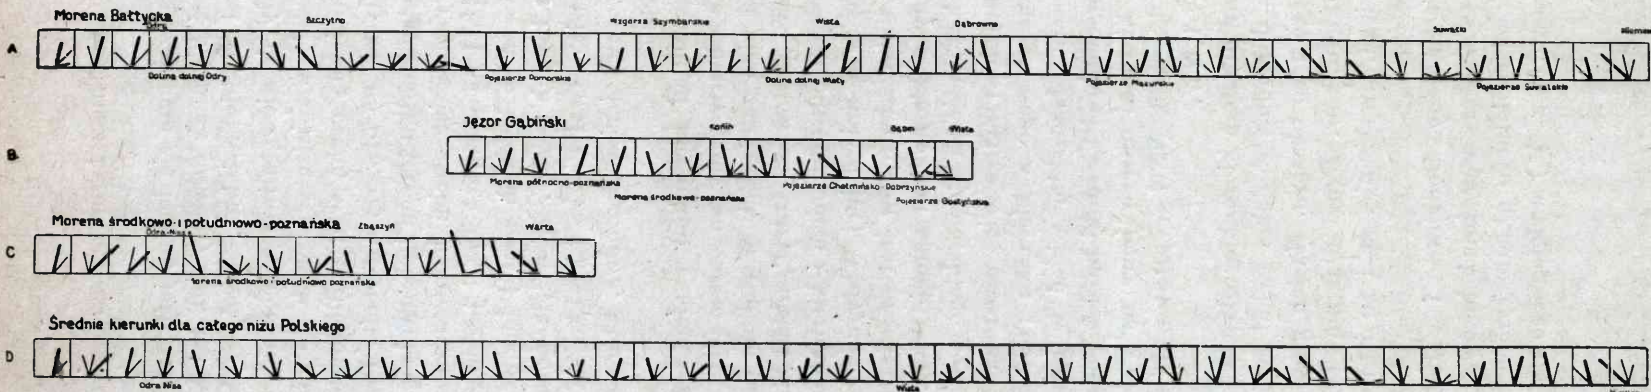 Morena Bałtycka
Odra Szczytno Wzgórza Szymbarskie Wisła Dąbrowno Suwałki Niemen
A
Dolina dolnej Odry Pojezierze Pomorskie Dolina dolnej Wisły Pojezierze Mazurskie Pojezierze Suwalskie
Jęzor Gąbiński
Konin Gąbin Wisła
B
Morena północno-poznańska Pojezierze Chełmińsko-Dobrzyńskie
Morena środkowo-poznańska Pojezierze Gostyńskie
Morena środkowo-i południowo-poznańska Zbąszyń Warta
Odra-Nisa
C
Morena środkowo-południowo poznańska
Średnie kierunki dla całego niżu Polskiego
D
Odra Nisa Wisła